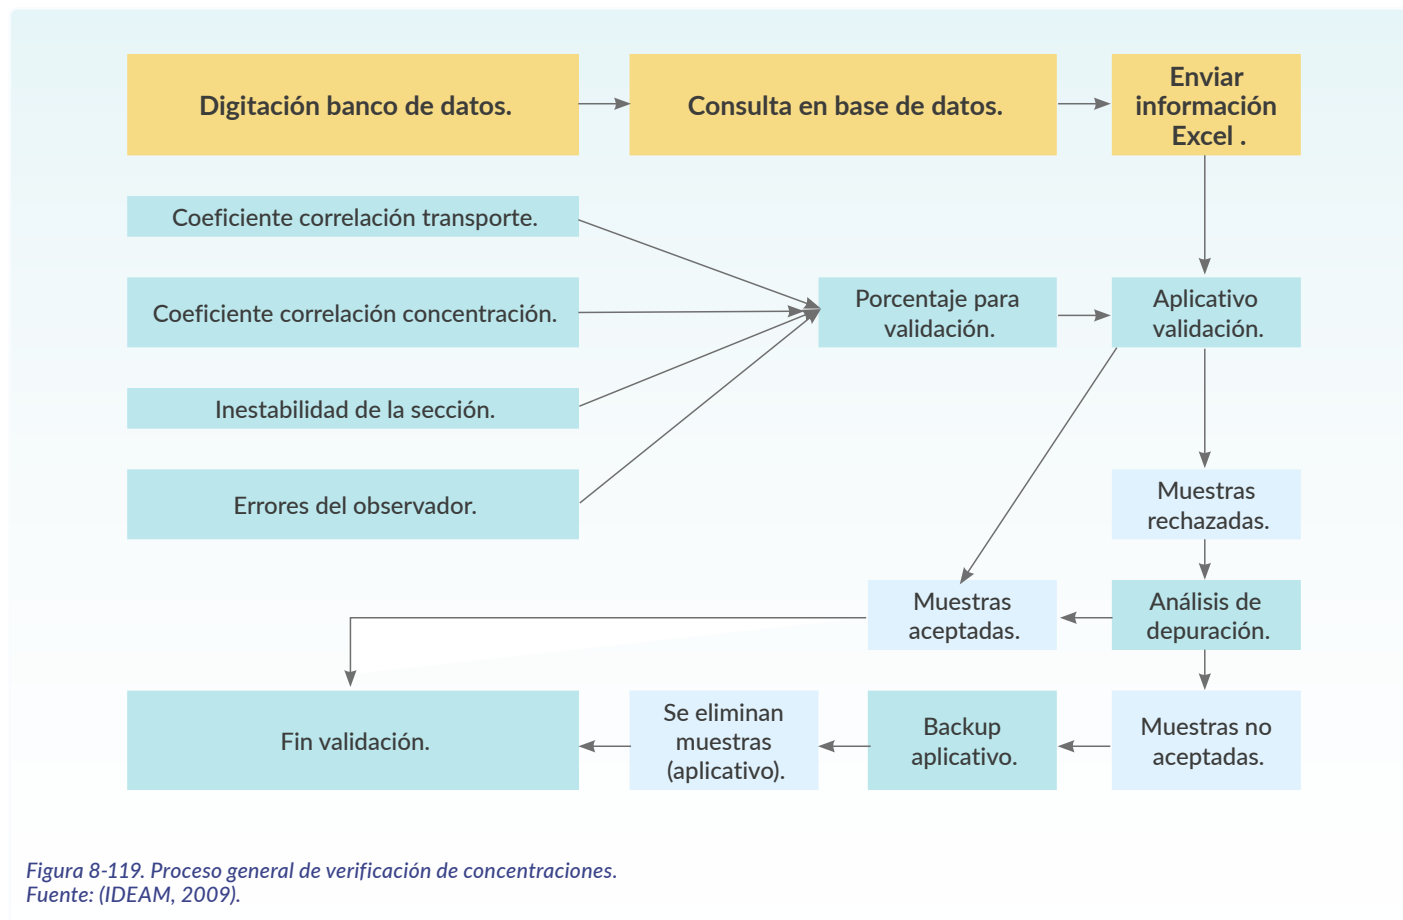 Digitación banco de datos.
Consulta en base de datos.
Enviar
información
Excel .
Coeficiente correlación transporte.
Coeficiente correlación concentración.
Inestabilidad de la sección.
Errores del observador.
Porcentaje para
validación.
Aplicativo
validación.
Muestras
rechazadas.
Muestras
aceptadas.
Análisis de
depuración.
Fin validación.
Se eliminan
muestras
(aplicativo).
Backup
aplicativo.
Muestras no
aceptadas.
Figura 8-119. Proceso general de verificación de concentraciones.
Fuente: (IDEAM, 2009).